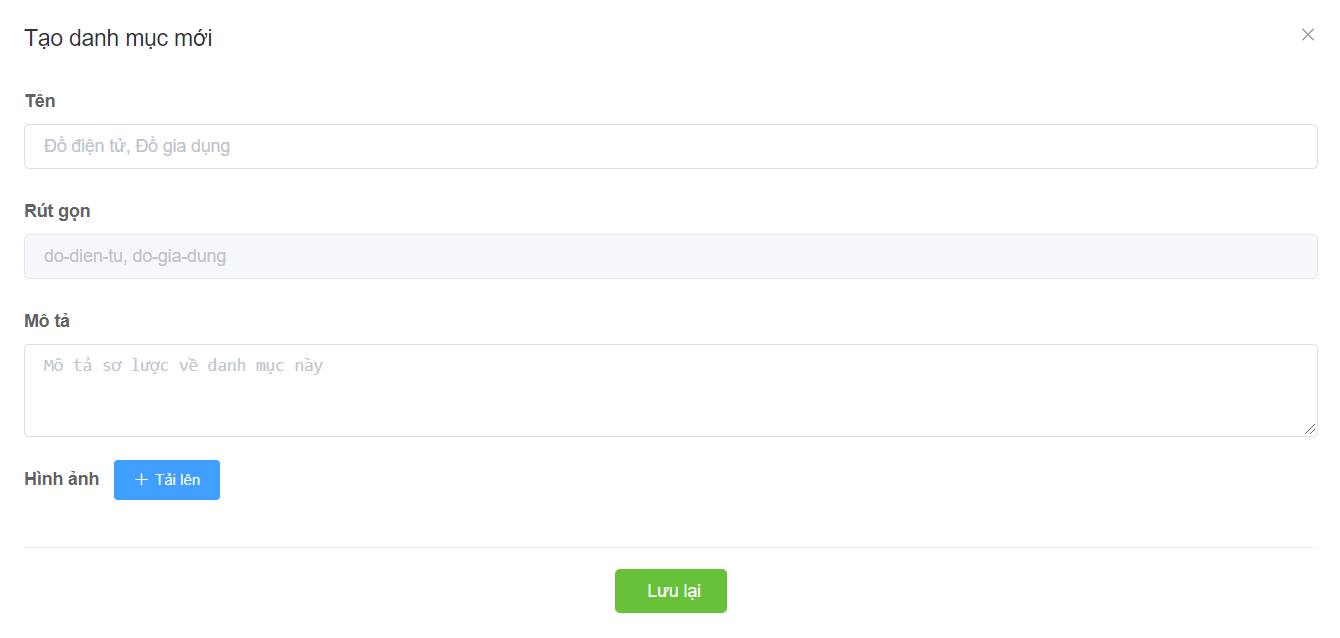 Tạo danh mục mới
Tên
Đồ điện tử, Đồ gia dụng
Rút gọn
do-dien-tu, do-gia-dung
Mô tả
Mô tả sơ lược về danh mục này
Hình ảnh
Tải lên
Lưu lại